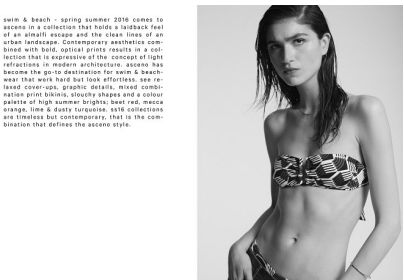 swim & beach - spring summer 2016 comes to
asceno in a collection that holds a laidback feel
of an almalfi escape and the clean lines of an
urban landscape. Contemporary aesthetics com-
bined with bold, optical prints results in a col-
lection that is expressive of the concept of light
refractions in modern architecture. asceno has
become the go-to destination for swim & beach-
wear that work hard but look effortless. see re-
laxed cover-ups, graphic details, mixed combi-
nation print bikinis, slouchy shapes and a colour
palette of high summer brights; beet red, mecca
orange, lime & dusty turquoise. ss16 collections
are timeless but contemporary, that is the com-
bination that defines the asceno style.